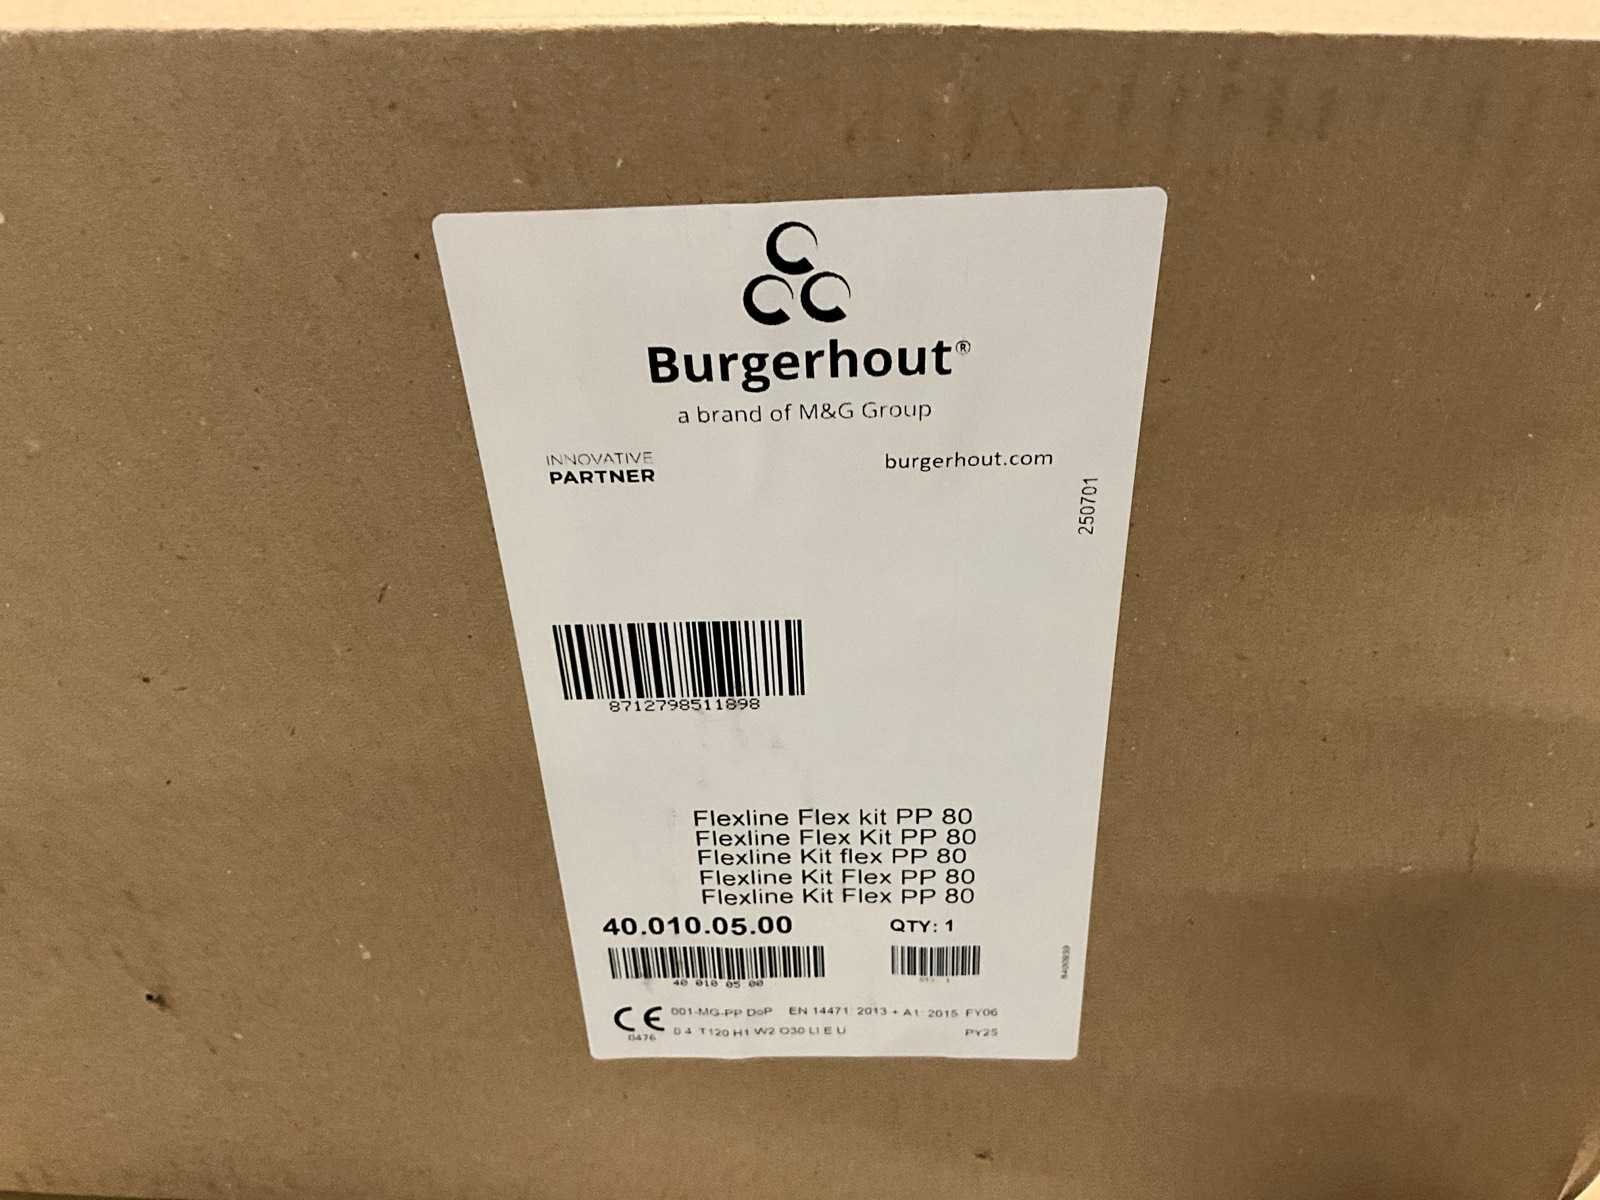 Burgerhout®
a brand of M&G Group
INNOVATIVE
PARTNER
burgerhout.com
250701
8712798511898
Flexline Flex kit PP 80
Flexline Flex Kit PP 80
Flexline Kit flex PP 80
Flexline Kit Flex PP 80
Flexline Kit Flex PP 80
40.010.05.00 QTY: 1
40 010 05 00
CE 001-MG-PP DoP EN 14471: 2013 + A1: 2015 FY06
0476 0.4 T120 H1 W2 O30 LI E U PY25